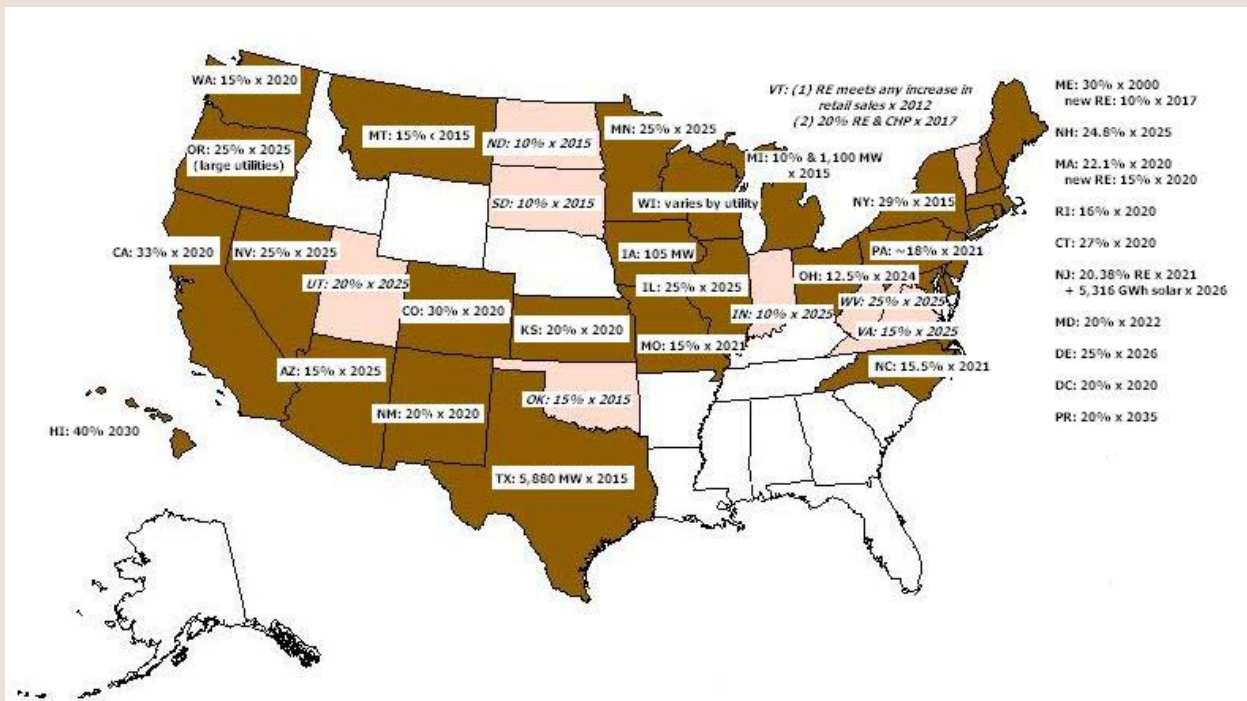 WA: 15% x 2020
OR: 25% x 2025
(large utilities)
MT: 15% < 2015
ND: 10% x 2015
SD: 10% x 2015
MN: 25% x 2025
VT: (1) RE meets any increase in
retail sales x 2012
(2) 20% RE & CHP x 2017
MI: 10% & 1,100 MW
x 2015
WI: varies by utility
NY: 29% x 2015
CA: 33% x 2020
NV: 25% x 2025
UT: 20% x 2025
CO: 30% x 2020
IA: 105 MW
IL: 25% x 2025
KS: 20% x 2020
MO: 15% x 2021
PA: ~18% x 2021
OH: 12.5% x 2024
IN: 10% x 2025
WV: 25% x 2025
VA: 15% x 2025
NC: 15.5% x 2021
AZ: 15% x 2025
NM: 20% x 2020
OK: 15% x 2015
TX: 5,880 MW x 2015
HI: 40% 2030
ME: 30% x 2000
new RE: 10% x 2017
NH: 24.8% x 2025
MA: 22.1% x 2020
new RE: 15% x 2020
RI: 16% x 2020
CT: 27% x 2020
NJ: 20.38% RE x 2021
+ 5,316 GWh solar x 2026
MD: 20% x 2022
DE: 25% x 2026
DC: 20% x 2020
PR: 20% x 2035